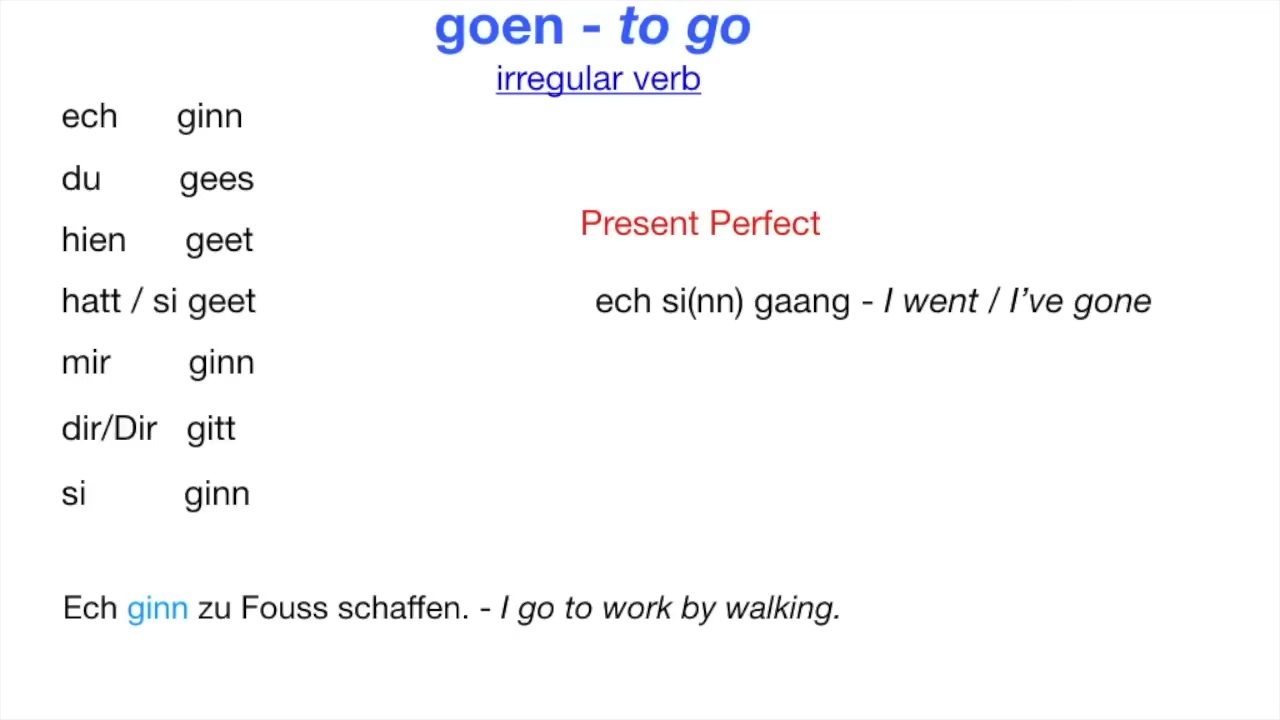 goen - to go
irregular verb
ech ginn
du gees
hien geet
hatt / si geet
mir ginn
dir/Dir gitt
si ginn
Present Perfect
ech si(nn) gaang - I went / I've gone
Ech ginn zu Fouss schaffen. - I go to work by walking.